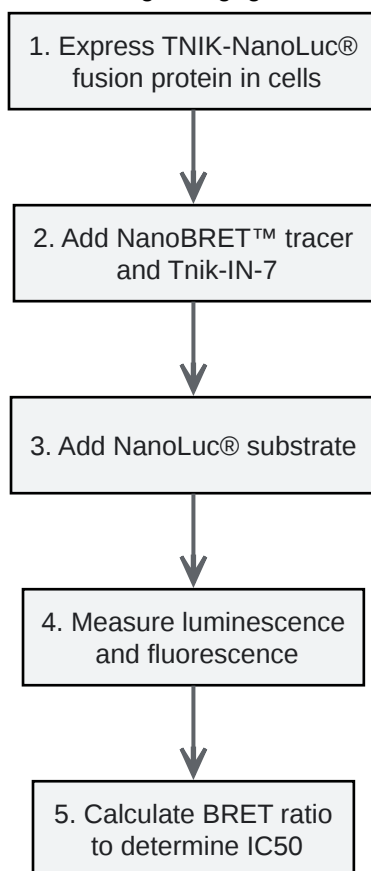 1. Express TNIK-NanoLuc®
fusion protein in cells
2. Add NanoBRET™ tracer
and Tnik-IN-7
3. Add NanoLuc® substrate
4. Measure luminescence
and fluorescence
5. Calculate BRET ratio
to determine IC50